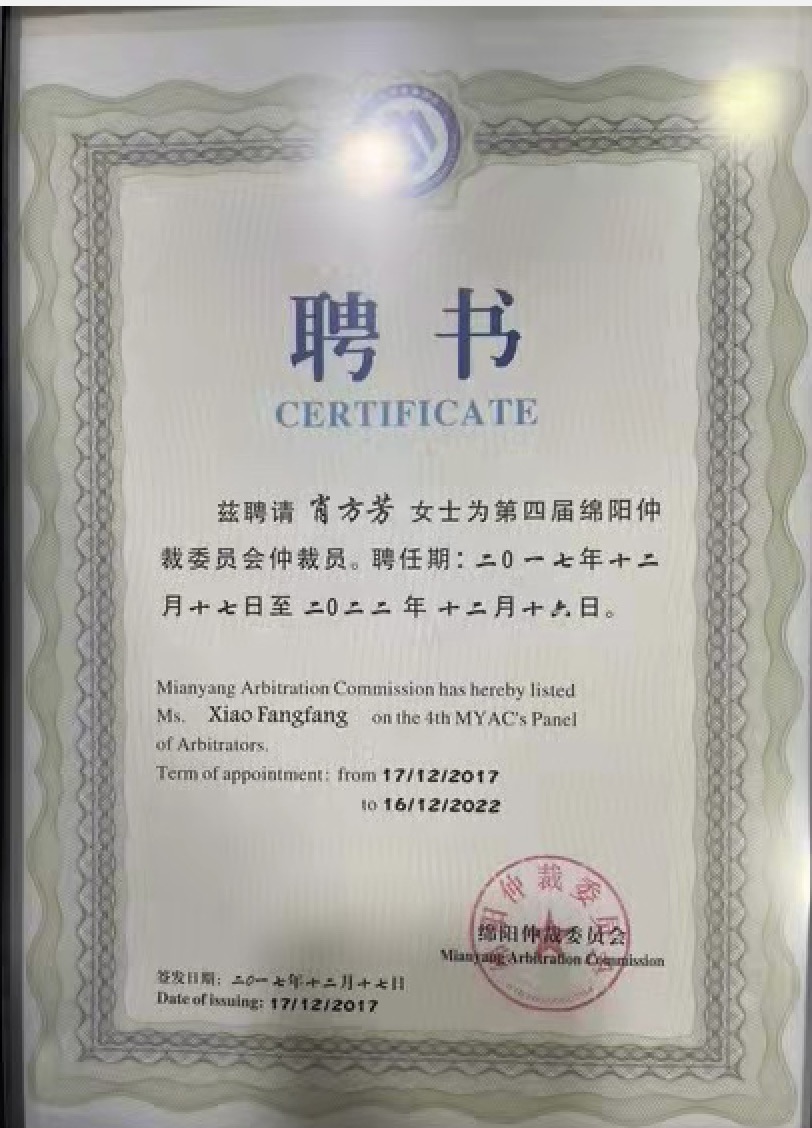 聘书
CERTIFICATE
兹聘请 肖方芳 女士为第四届绵阳仲
裁委员会仲裁员。聘任期：二0一七年十二
月十七日至 二0二二 年 十二月十六日。
Mianyang Arbitration Commission has hereby listed
Ms. Xiao Fangfang on the 4th MYAC's Panel
of Arbitrators.
Term of appointment: from 17/12/2017
to 16/12/2022
绵阳仲裁委员会
Mianyang Arbitration Commission
签发日期：二0一七年十二月十七日
Date of issuing: 17/12/2017